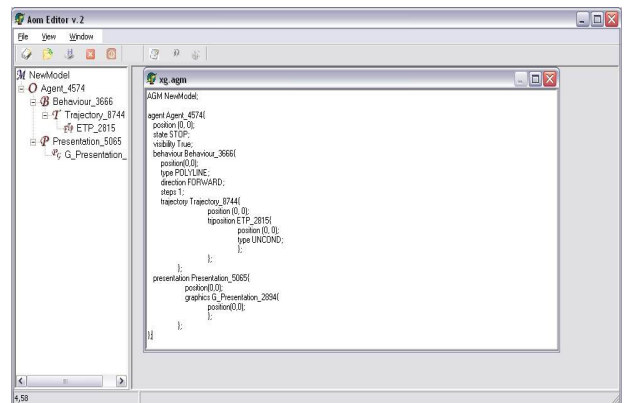 Aom Editor v.2
File View Window
M NewModel
O Agent_4574
B Behaviour_3666
T Trajectory_8744
ETP_2815
P Presentation_5065
G_Presentation_
xg.agm
AGM NewModel;
agent Agent_4574{
position (0, 0);
state STOP;
visibility True;
behaviour Behaviour_3666{
position(0,0);
type POLYLINE;
direction FORWARD;
steps 1;
trajectory Trajectory_8744{
position (0, 0);
triposition ETP_2815{
position (0, 0);
type UNCOND;
};
};
};
presentation Presentation_5065{
position(0,0);
graphics G_Presentation_2894{
position(0,0);
};
};
};
4,58